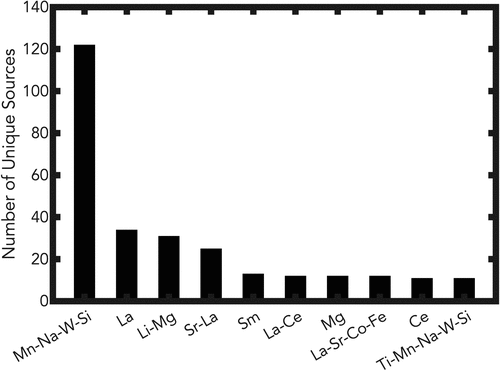 Number of Unique Sources
140
120
100
80
60
40
20
0
Mn-Na-W-Si
La
Li-Mg
Sr-La
Sm
La-Ce
Mg
La-Sr-Co-Fe
Ce
Ti-Mn-Na-W-Si